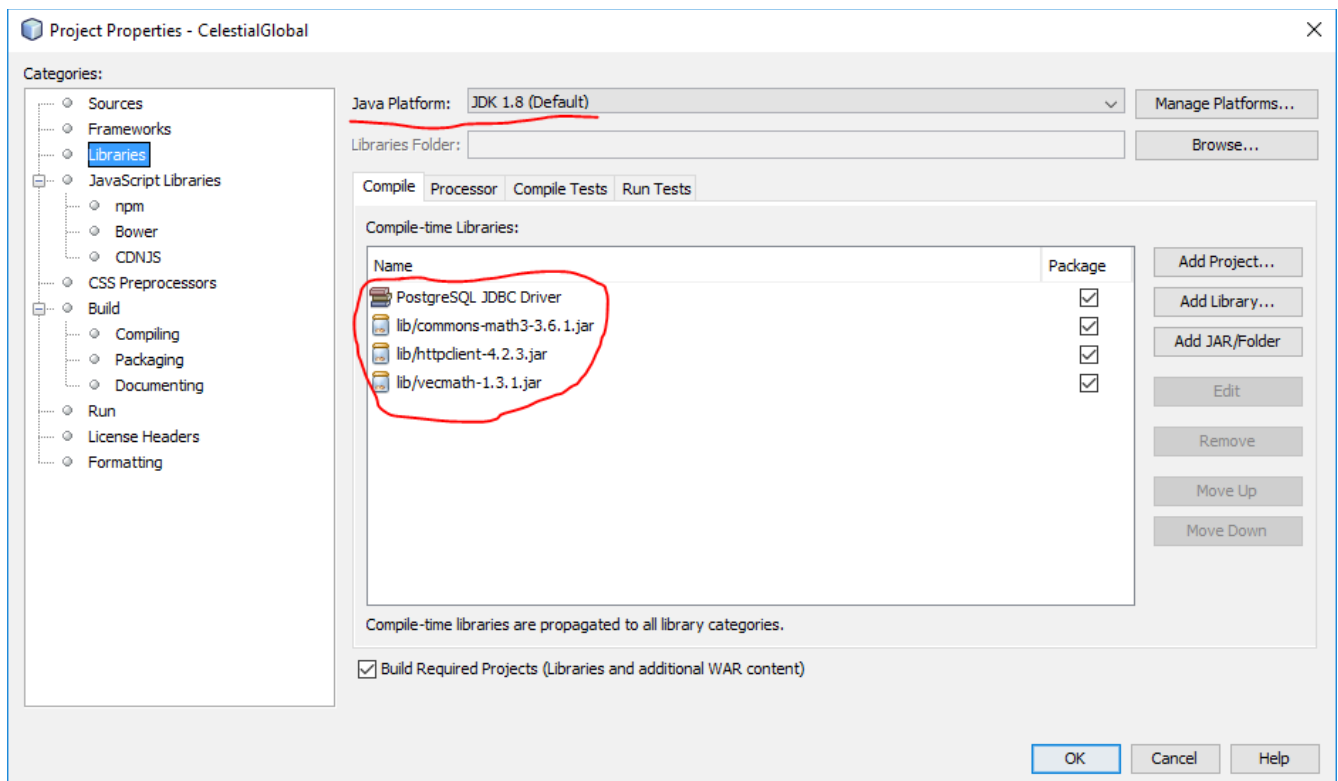 Project Properties - CelestialGlobal
Categories:
Sources
Frameworks
Libraries
JavaScript Libraries
npm
Bower
CDNJS
CSS Preprocessors
Build
Compiling
Packaging
Documenting
Run
License Headers
Formatting
Java Platform: JDK 1.8 (Default) Manage Platforms...
Libraries Folder: Browse...
Compile Processor Compile Tests Run Tests
Compile-time Libraries:
Name Package
PostgreSQL JDBC Driver
lib/commons-math3-3.6.1.jar
lib/httpclient-4.2.3.jar
lib/vecmath-1.3.1.jar
Add Project...
Add Library...
Add JAR/Folder
Edit
Remove
Move Up
Move Down
Compile-time libraries are propagated to all library categories.
Build Required Projects (Libraries and additional WAR content)
OK Cancel Help